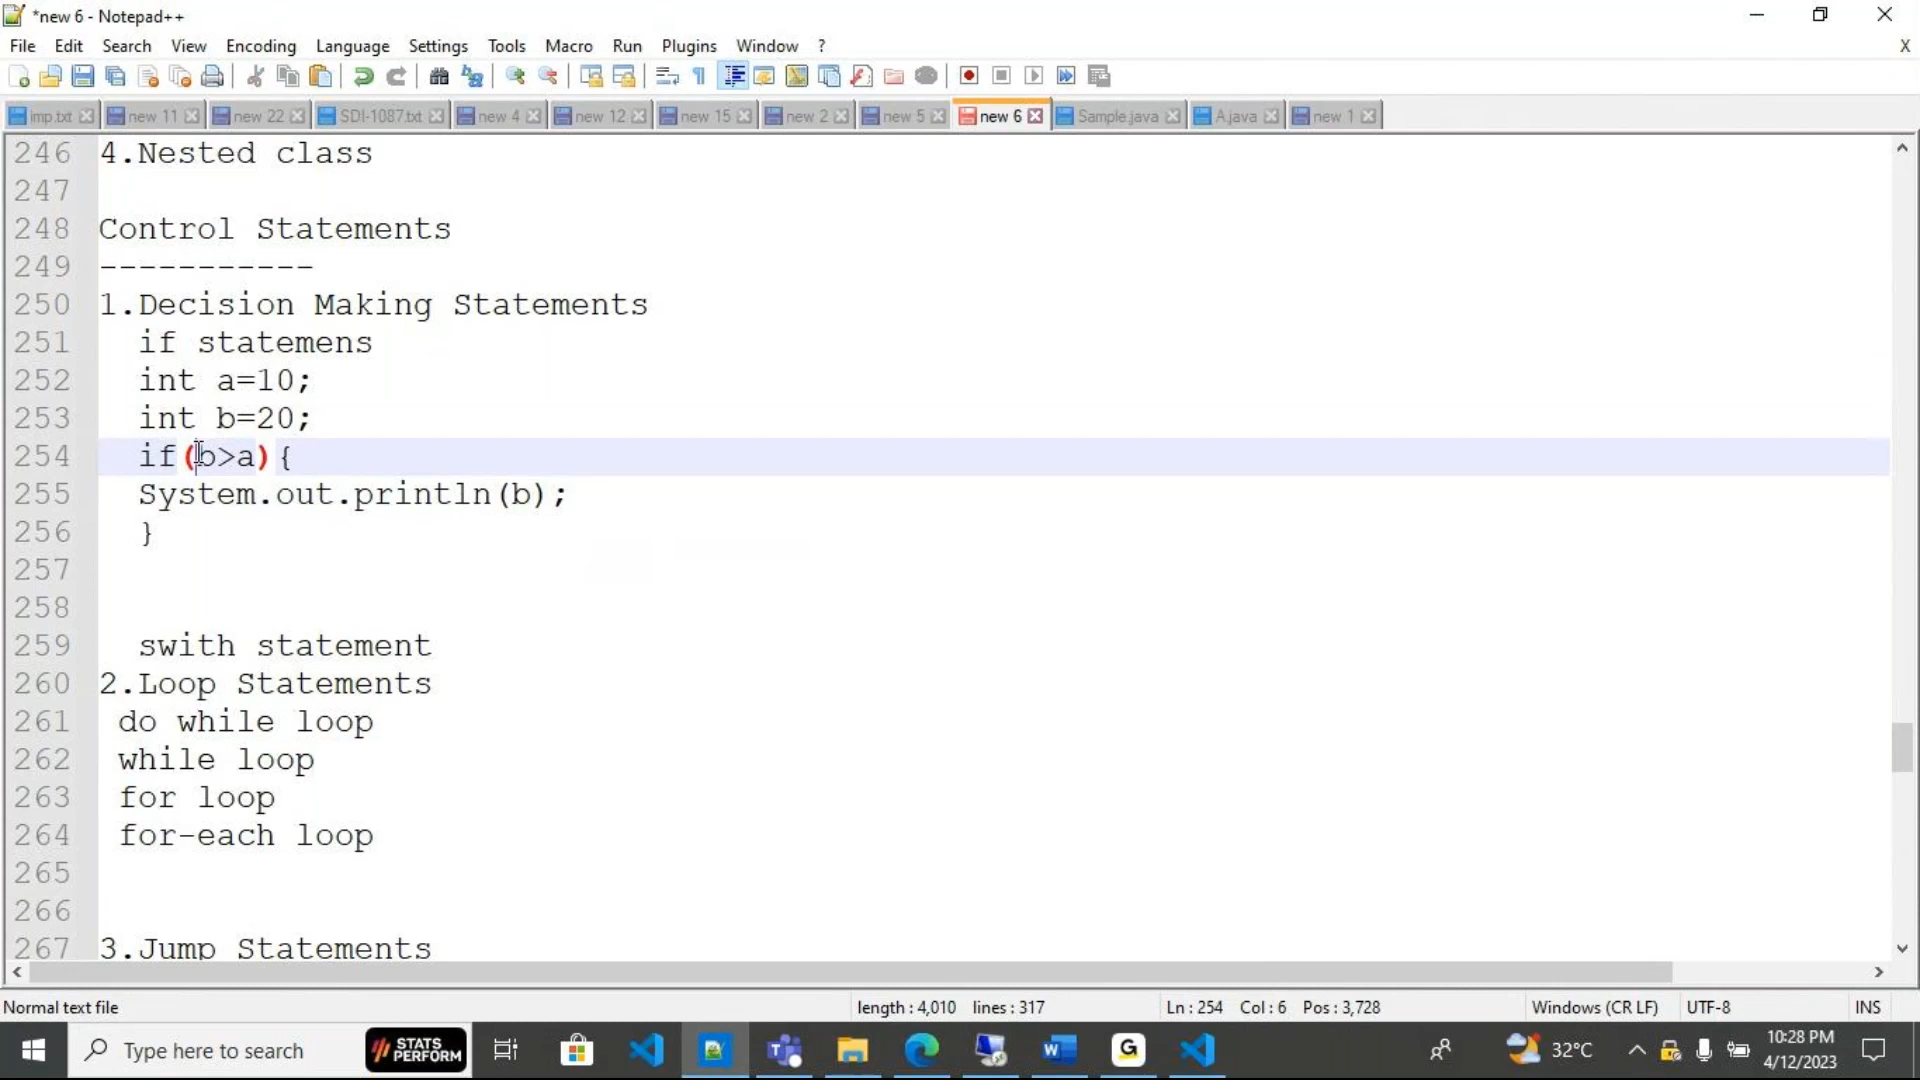 *new 6 - Notepad++
File Edit Search View Encoding Language Settings Tools Macro Run Plugins Window ? X
imp.txt new 11 new 22 SDI-1087.txt new 4 new 12 new 15 new 2 new 5 new 6 Sample.java A.java new 1
246 4.Nested class
247
248 Control Statements
249 -----------
250 1.Decision Making Statements
251 if statemens
252 int a=10;
253 int b=20;
254 if(b>a){
255 System.out.println(b);
256 }
257
258
259 swith statement
260 2.Loop Statements
261 do while loop
262 while loop
263 for loop
264 for-each loop
265
266
267 3.Jump Statements
Normal text file length : 4,010 lines : 317 Ln : 254 Col : 6 Pos : 3,728 Windows (CR LF) UTF-8 INS
Type here to search STATS PERFORM G W 32°C 10:28 PM
4/12/2023